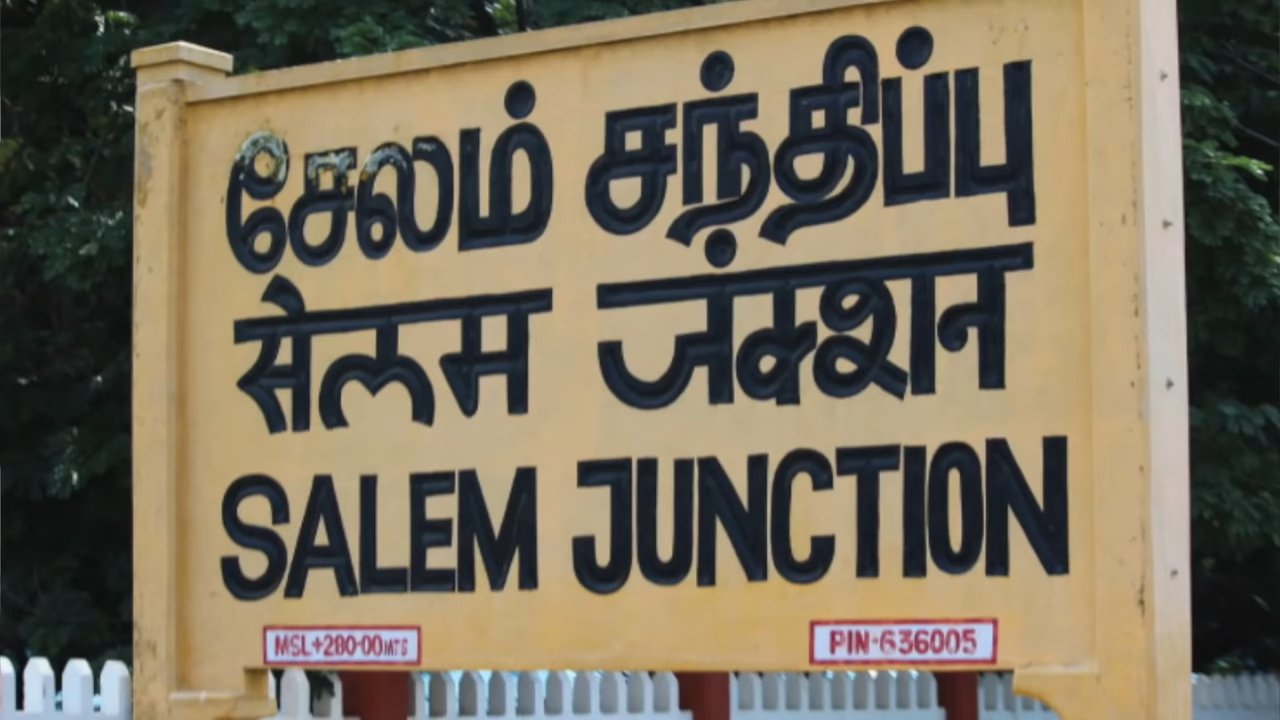 சேலம் சந்திப்பு
सेलम जंक्शन
SALEM JUNCTION
MSL+280·00MTS
PIN-636005